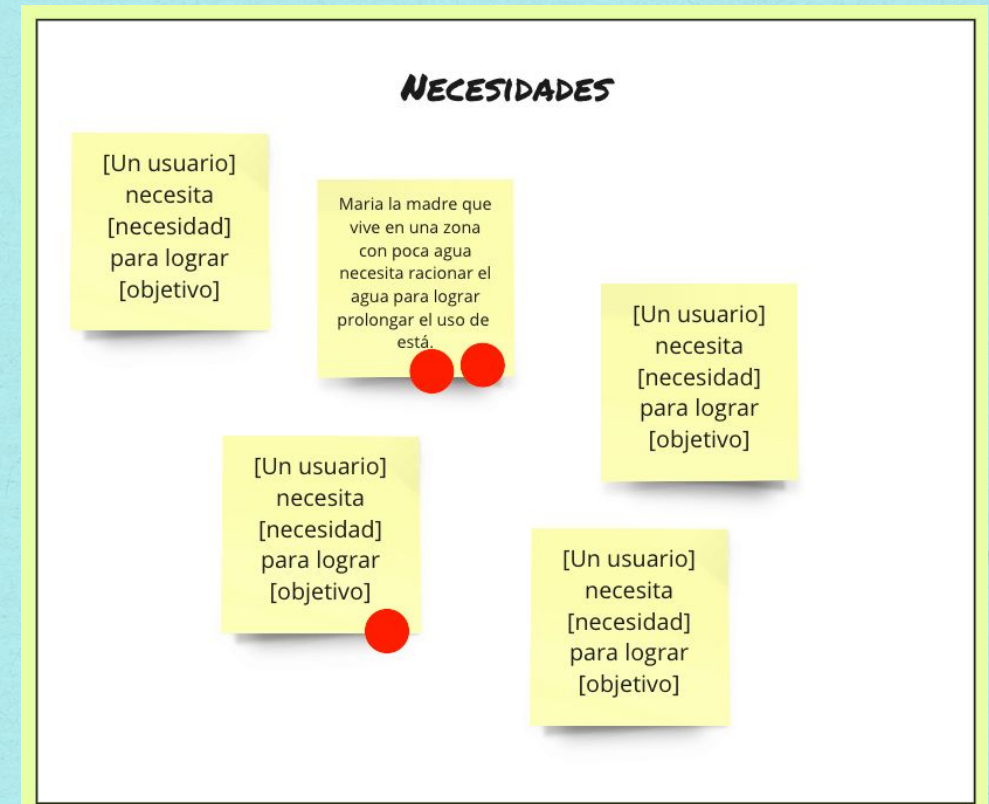 NECESIDADES
[Un usuario]
necesita
[necesidad]
para lograr
[objetivo]
Maria la madre que
vive en una zona
con poca agua
necesita racionar el
agua para lograr
prolongar el uso de
está.
[Un usuario]
necesita
[necesidad]
para lograr
[objetivo]
[Un usuario]
necesita
[necesidad]
para lograr
[objetivo]
[Un usuario]
necesita
[necesidad]
para lograr
[objetivo]